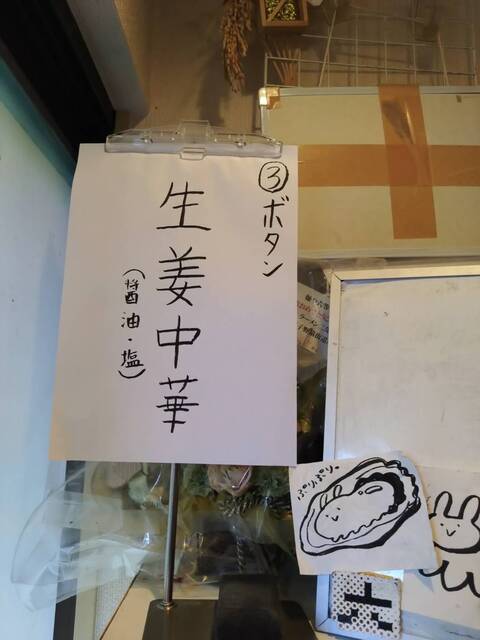 ③ボタン
生姜中華
(醤油・塩)
ぷりぷり。